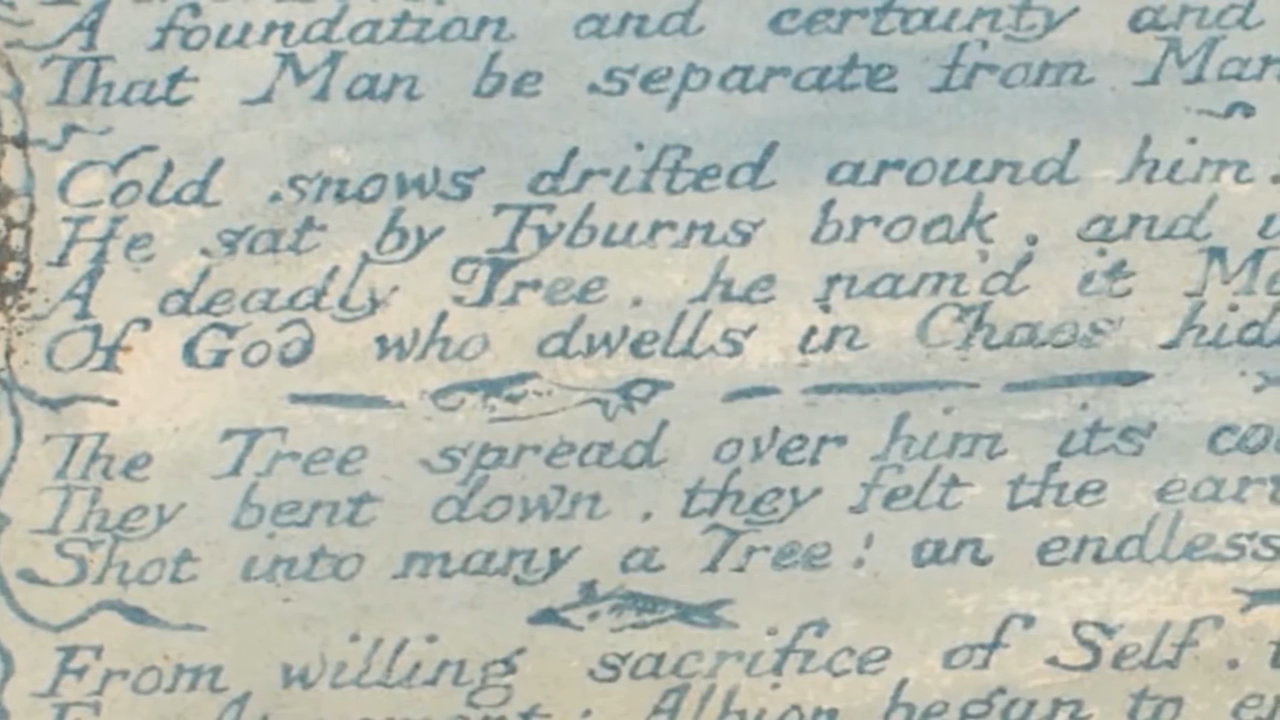 A foundation and certainty and
That Man be separate from Man
Cold snows drifted around him.
He sat by Tyburns brook, and
A deadly Tree, he nam'd it
Of God who dwells in Chaos hid
The Tree spread over him its
They bent down, they felt the
Shot into many a Tree! an endless
From willing sacrifice of Self.
Albion began to